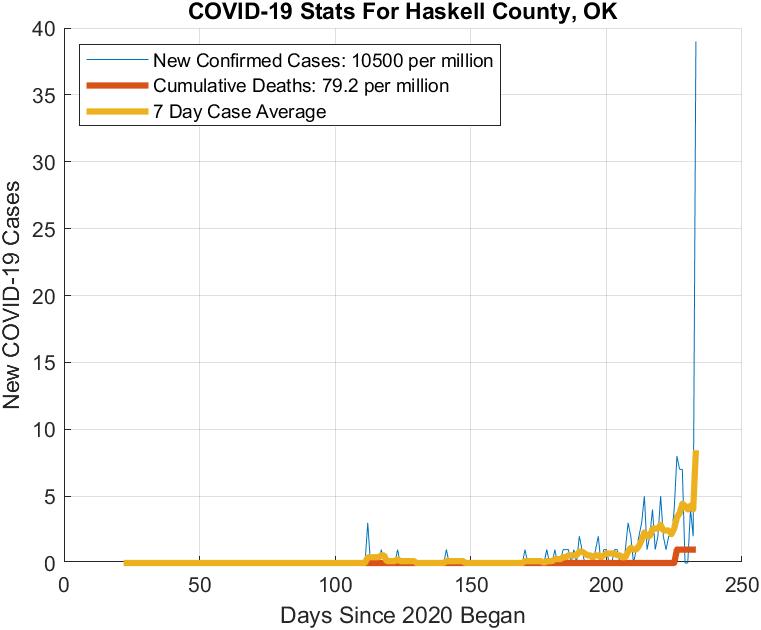 COVID-19 Stats For Haskell County, OK
New Confirmed Cases: 10500 per million
Cumulative Deaths: 79.2 per million
7 Day Case Average
New COVID-19 Cases
40
35
30
25
20
15
10
5
0
0 50 100 150 200 250
Days Since 2020 Began